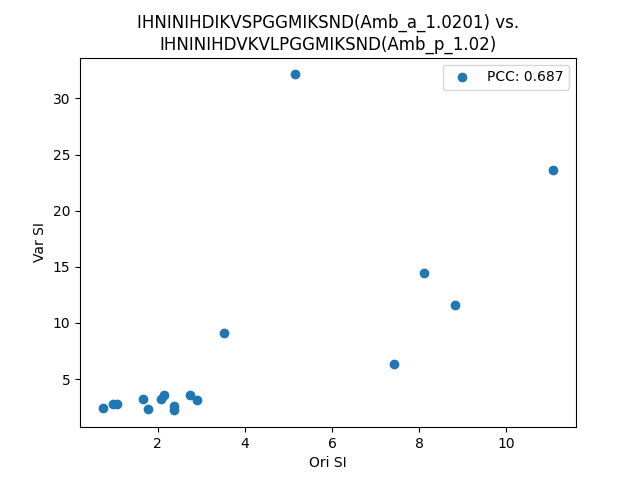 IHNINIHDIKVSPGGMIKSND(Amb_a_1.0201) vs.
IHNINIHDVKVLPGGMIKSND(Amb_p_1.02)
PCC: 0.687
30
25
20
15
10
5
Var SI
2 4 6 8 10
Ori SI